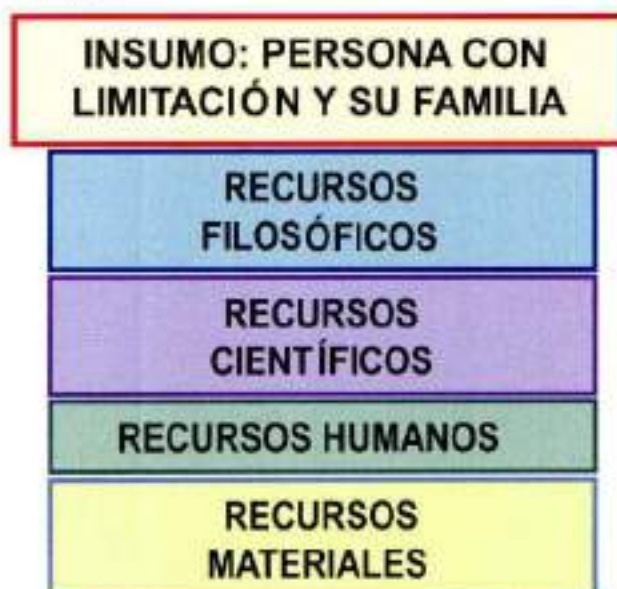 INSUMO: PERSONA CON
LIMITACIÓN Y SU FAMILIA
RECURSOS
FILOSÓFICOS
RECURSOS
CIENTÍFICOS
RECURSOS HUMANOS
RECURSOS
MATERIALES